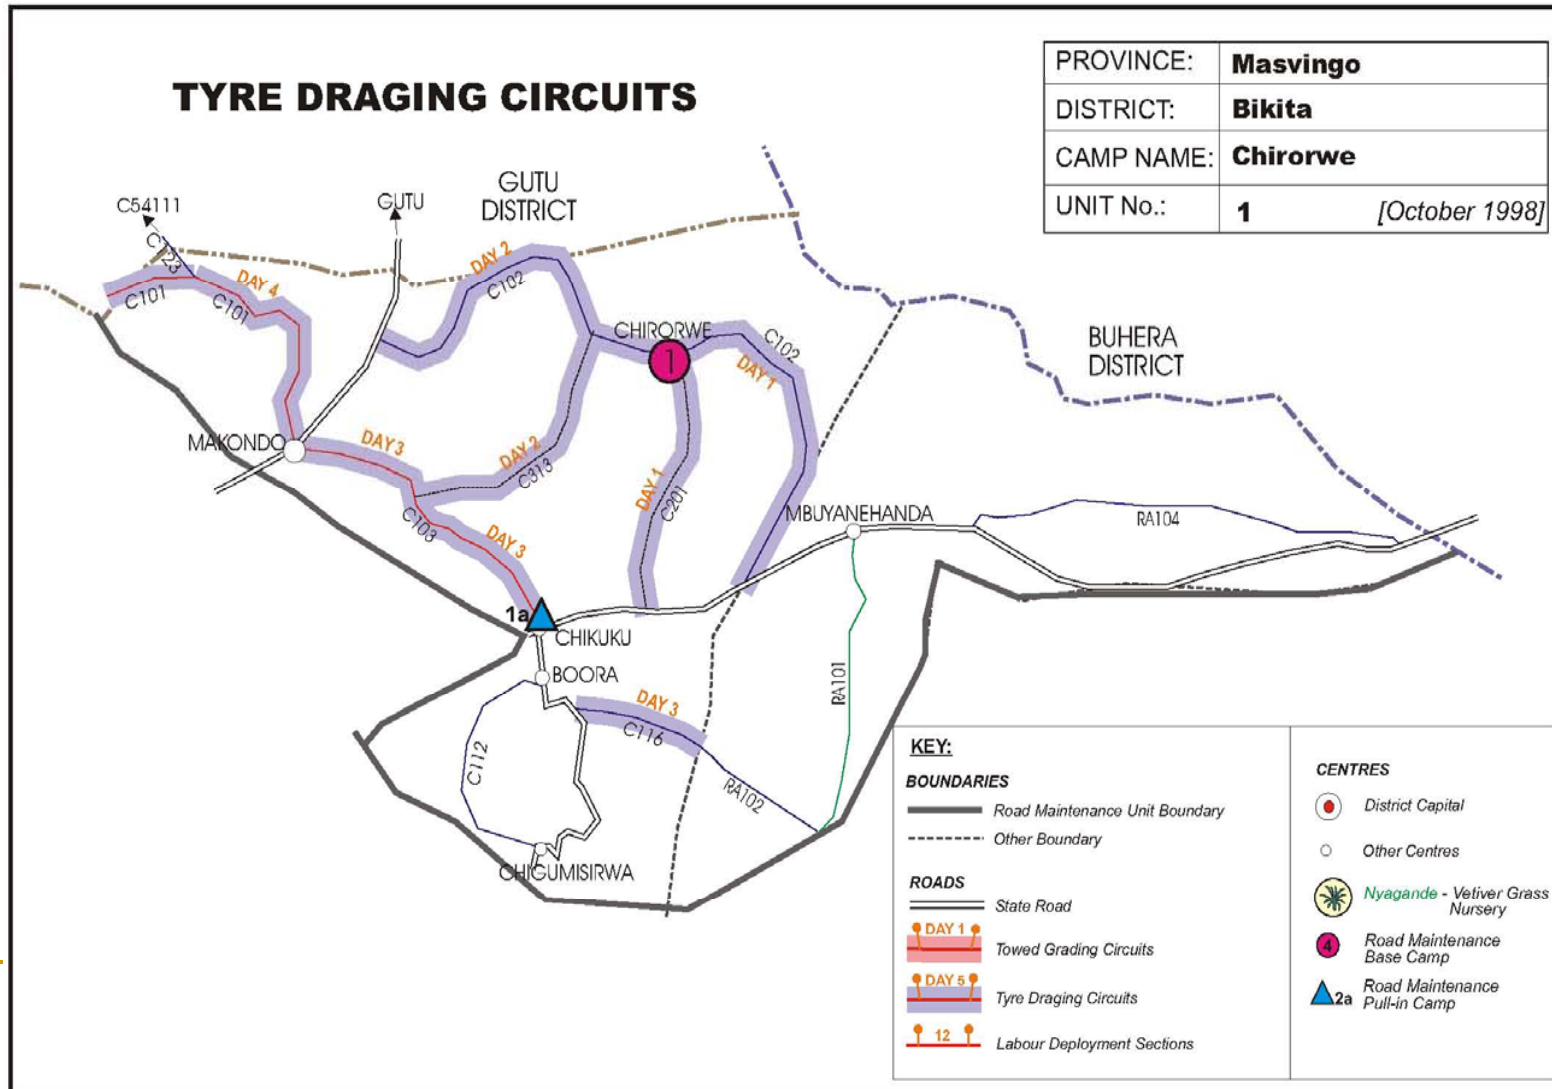 TYRE DRAGING CIRCUITS
PROVINCE: Masvingo
DISTRICT: Bikita
CAMP NAME: Chirorwe
UNIT No.: 1 [October 1998]
C54111
GUTU
GUTU
DISTRICT
C123
C101
DAY 4
C101
DAY 2
C102
CHIRORWE
1
C102
DAY 1
BUHERA
DISTRICT
MAKONDO
DAY 3
DAY 2
C313
DAY 1
C201
C103
DAY 3
MBUYANEHANDA
RA104
1a
CHIKUKU
BOORA
DAY 3
C116
RA101
C112
RA102
CHIGUMISIRWA
KEY:
BOUNDARIES
Road Maintenance Unit Boundary
Other Boundary
ROADS
State Road
DAY 1
Towed Grading Circuits
DAY 5
Tyre Draging Circuits
12
Labour Deployment Sections
CENTRES
District Capital
Other Centres
Nyagande - Vetiver Grass
Nursery
4
Road Maintenance
Base Camp
2a
Road Maintenance
Pull-in Camp